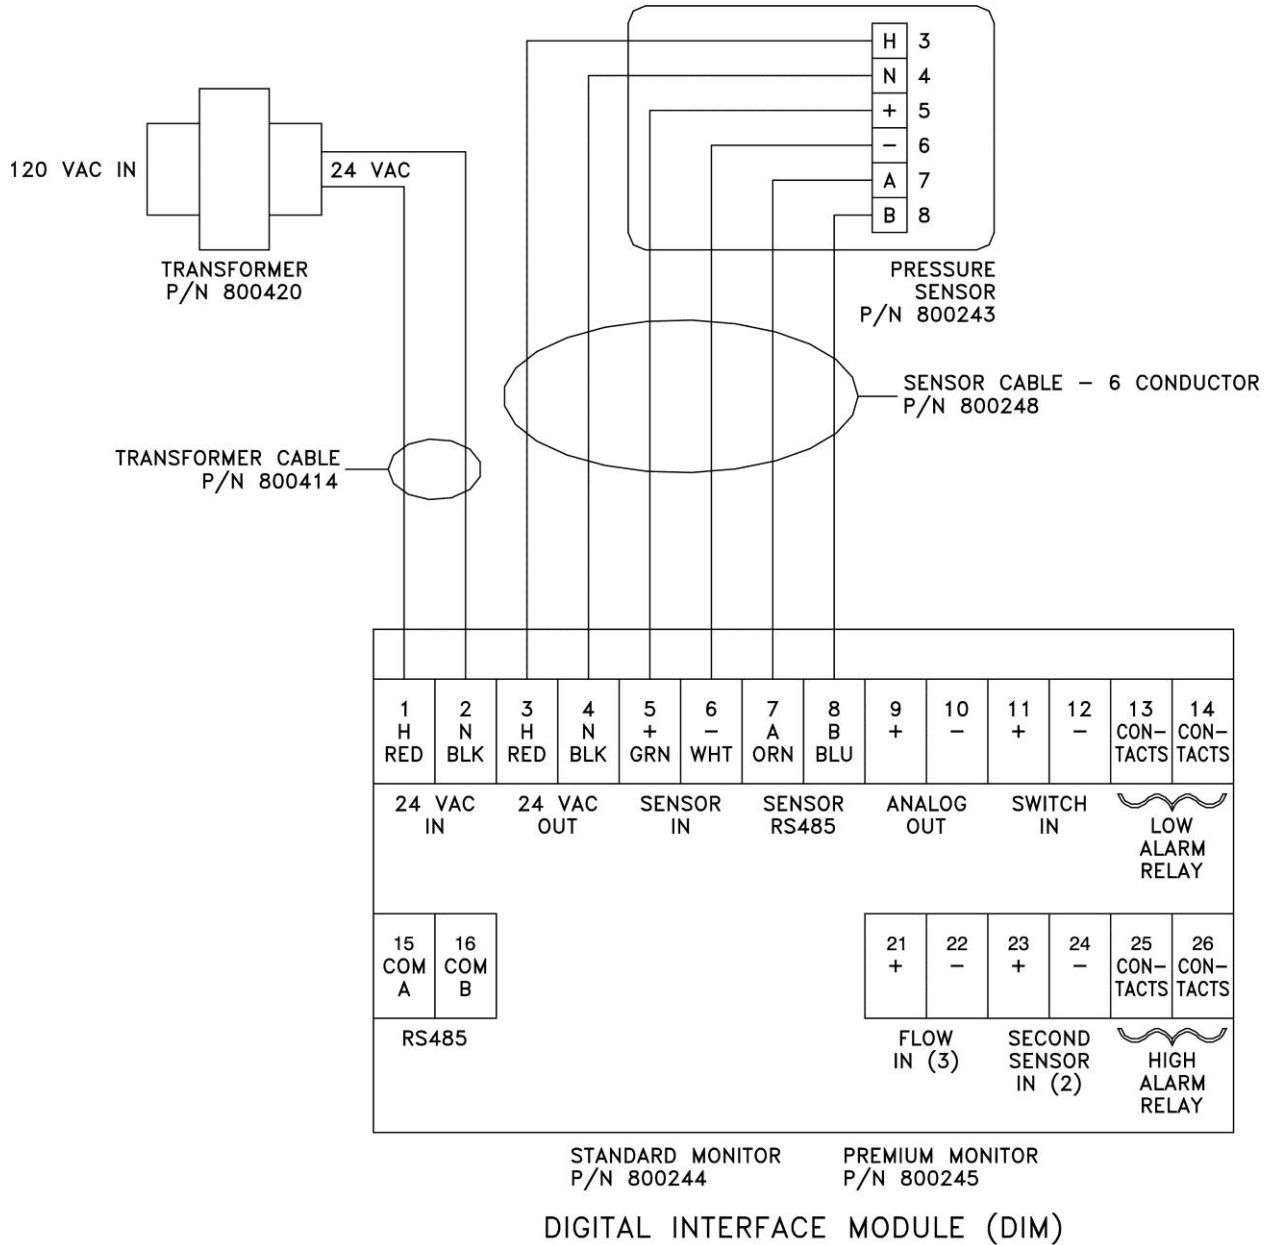 H 3
N 4
+ 5
− 6
A 7
B 8
120 VAC IN
24 VAC
TRANSFORMER
P/N 800420
PRESSURE
SENSOR
P/N 800243
SENSOR CABLE − 6 CONDUCTOR
P/N 800248
TRANSFORMER CABLE
P/N 800414
1 2 3 4 5 6 7 8 9 10 11 12 13 14
H N H N + − A B + − + − CON− CON−
RED BLK RED BLK GRN WHT ORN BLU TACTS TACTS
24 VAC 24 VAC SENSOR SENSOR ANALOG SWITCH
IN OUT IN RS485 OUT IN LOW
ALARM
RELAY
15 16 21 22 23 24 25 26
COM COM + − + − CON− CON−
A B TACTS TACTS
RS485 FLOW SECOND
IN (3) SENSOR HIGH
IN (2) ALARM
RELAY
STANDARD MONITOR PREMIUM MONITOR
P/N 800244 P/N 800245
DIGITAL INTERFACE MODULE (DIM)